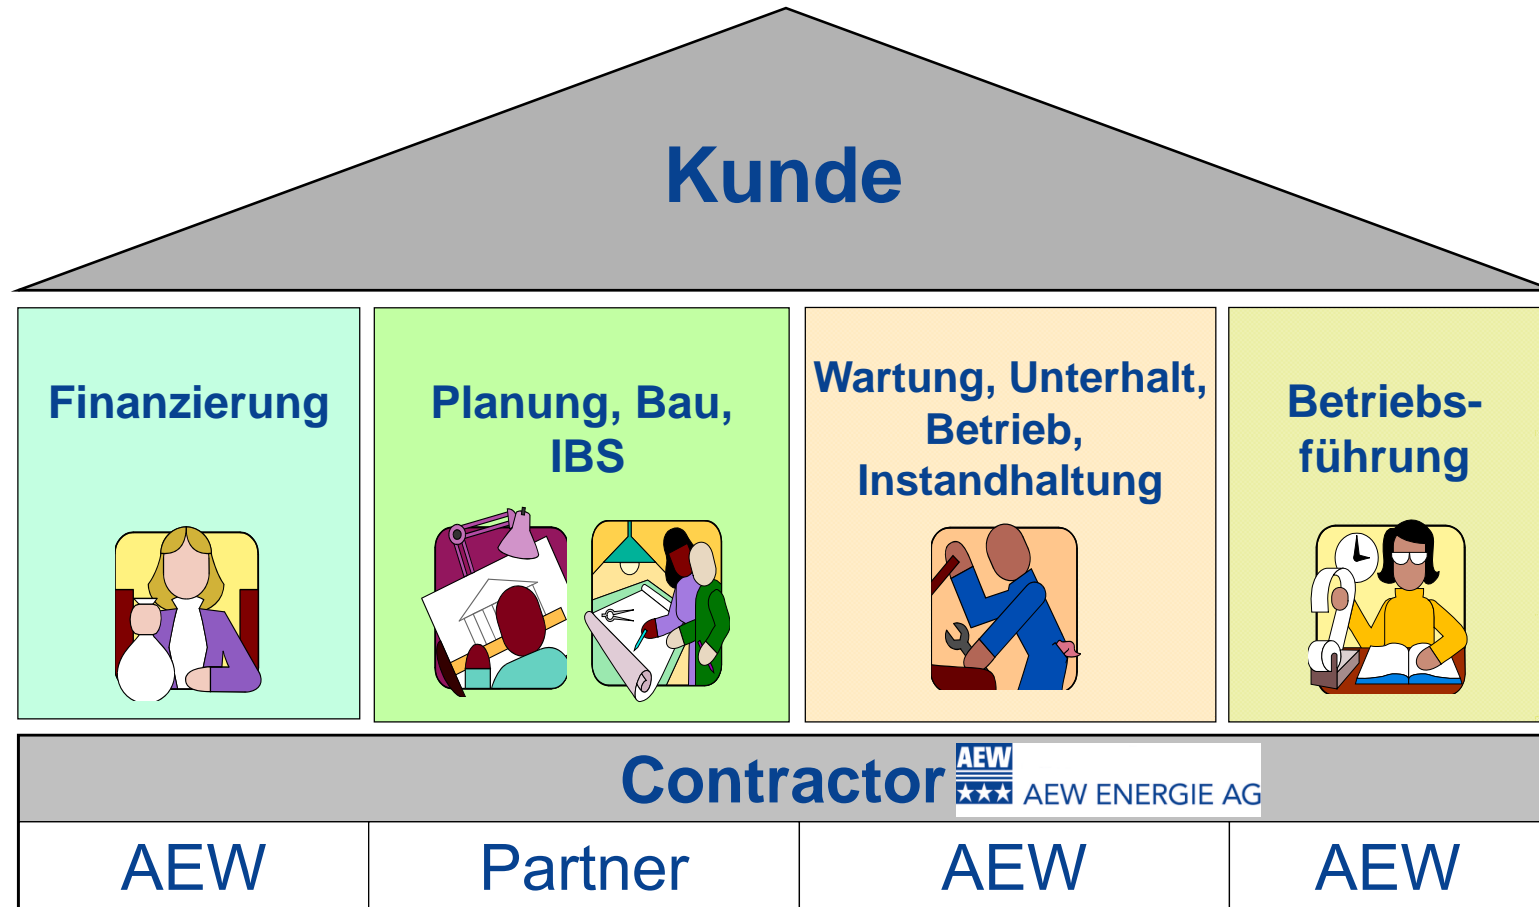 Kunde
Finanzierung
Planung, Bau,
IBS
Wartung, Unterhalt,
Betrieb,
Instandhaltung
Betriebs-
führung
Contractor
AEW
AEW ENERGIE AG
AEW
Partner
AEW
AEW